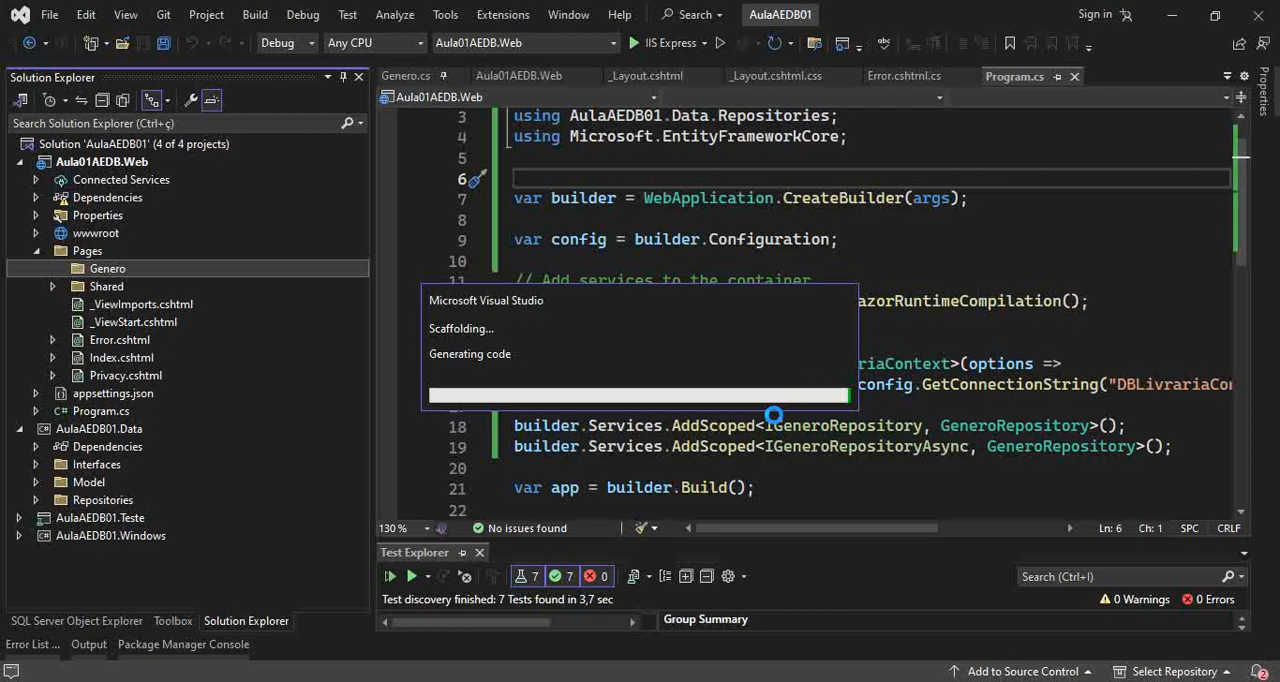 File Edit View Git Project Build Debug Test Analyze Tools Extensions Window Help Search AulaAEDB01 Sign in
Debug Any CPU Aula01AEDB.Web IIS Express
Solution Explorer
Search Solution Explorer (Ctrl+ç)
Solution 'AulaAEDB01' (4 of 4 projects)
Aula01AEDB.Web
Connected Services
Dependencies
Properties
wwwroot
Pages
Genero
Shared
_ViewImports.cshtml
_ViewStart.cshtml
Error.cshtml
Index.cshtml
Privacy.cshtml
appsettings.json
Program.cs
AulaAEDB01.Data
Dependencies
Interfaces
Model
Repositories
AulaAEDB01.Teste
AulaAEDB01.Windows
SQL Server Object Explorer Toolbox Solution Explorer
Genero.cs Aula01AEDB.Web _Layout.cshtml _Layout.cshtml.css Error.cshtml.cs Program.cs
Aula01AEDB.Web
3 using AulaAEDB01.Data.Repositories;
4 using Microsoft.EntityFrameworkCore;
5
6
7 var builder = WebApplication.CreateBuilder(args);
8
9 var config = builder.Configuration;
10
11 // Add services to the container
azorRuntimeCompilation();
riaContext>(options =>
config.GetConnectionString("DBLivrariaCon
18 builder.Services.AddScoped<IGeneroRepository, GeneroRepository>();
19 builder.Services.AddScoped<IGeneroRepositoryAsync, GeneroRepository>();
20
21 var app = builder.Build();
22
Microsoft Visual Studio
Scaffolding...
Generating code
130 % No issues found Ln: 6 Ch: 1 SPC CRLF
Test Explorer
7 7 0 Search (Ctrl+I)
Test discovery finished: 7 Tests found in 3,7 sec 0 Warnings 0 Errors
Group Summary
Error List ... Output Package Manager Console
Add to Source Control Select Repository 2
Properties